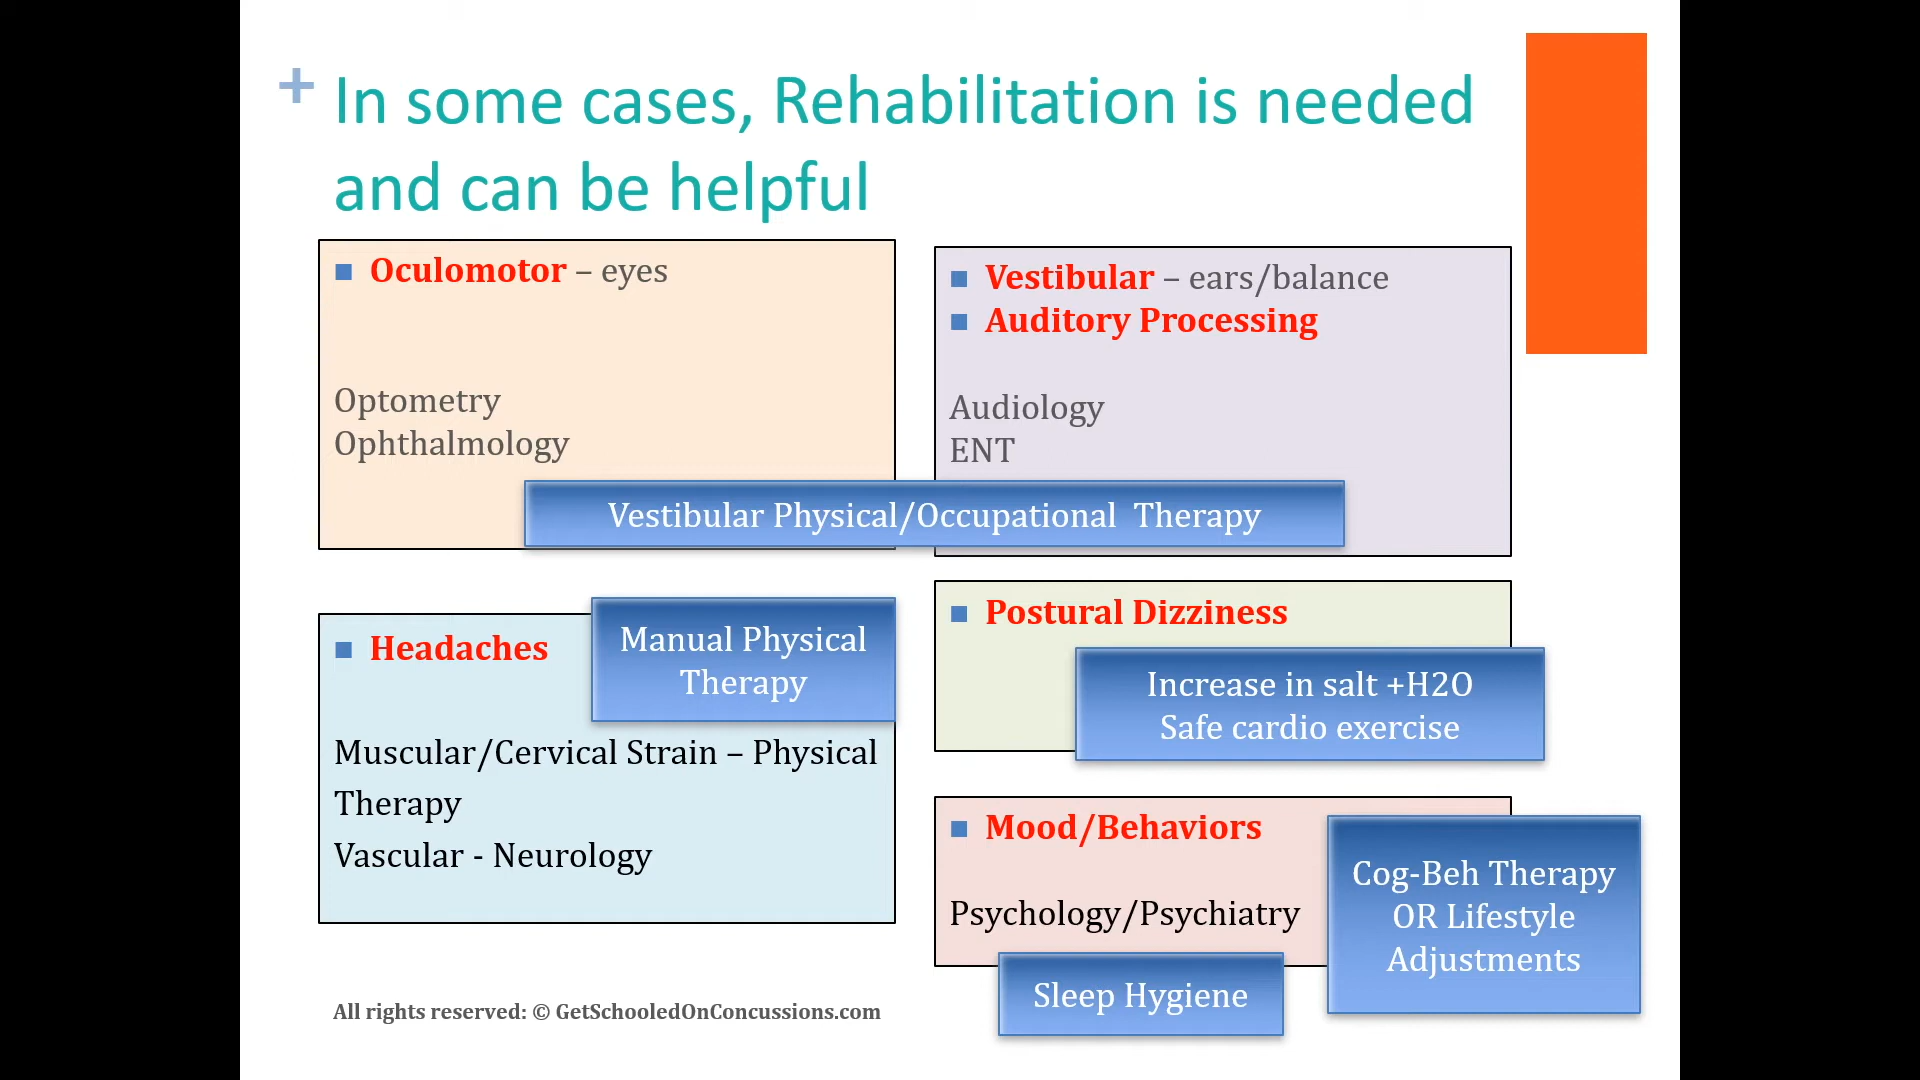 + In some cases, Rehabilitation is needed
and can be helpful
Oculomotor – eyes
Optometry
Ophthalmology
Vestibular – ears/balance
Auditory Processing
Audiology
ENT
Vestibular Physical/Occupational Therapy
Headaches
Manual Physical
Therapy
Muscular/Cervical Strain – Physical
Therapy
Vascular - Neurology
Postural Dizziness
Increase in salt +H2O
Safe cardio exercise
Mood/Behaviors
Psychology/Psychiatry
Cog-Beh Therapy
OR Lifestyle
Adjustments
Sleep Hygiene
All rights reserved: © GetSchooledOnConcussions.com